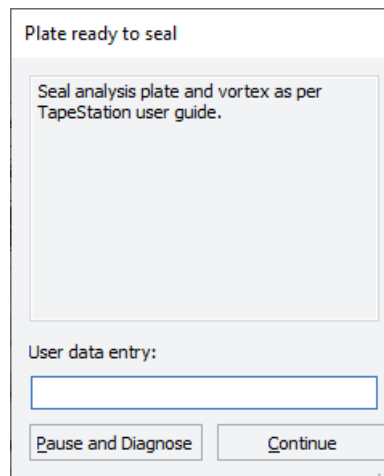 Plate ready to seal
Seal analysis plate and vortex as per
TapeStation user guide.
User data entry:
Pause and Diagnose
Continue